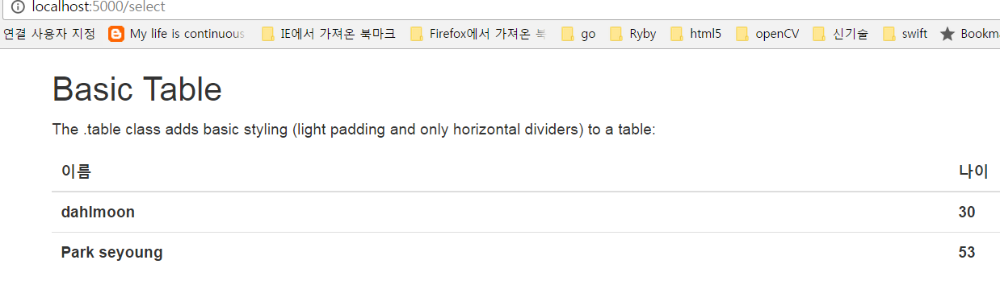 localhost:5000/select
연결 사용자 지정 My life is continuous IE에서 가져온 북마크 Firefox에서 가져온 go Ryby html5 openCV 신기술 swift
Basic Table
The .table class adds basic styling (light padding and only horizontal dividers) to a table:
이름 나이
dahlmoon 30
Park seyoung 53